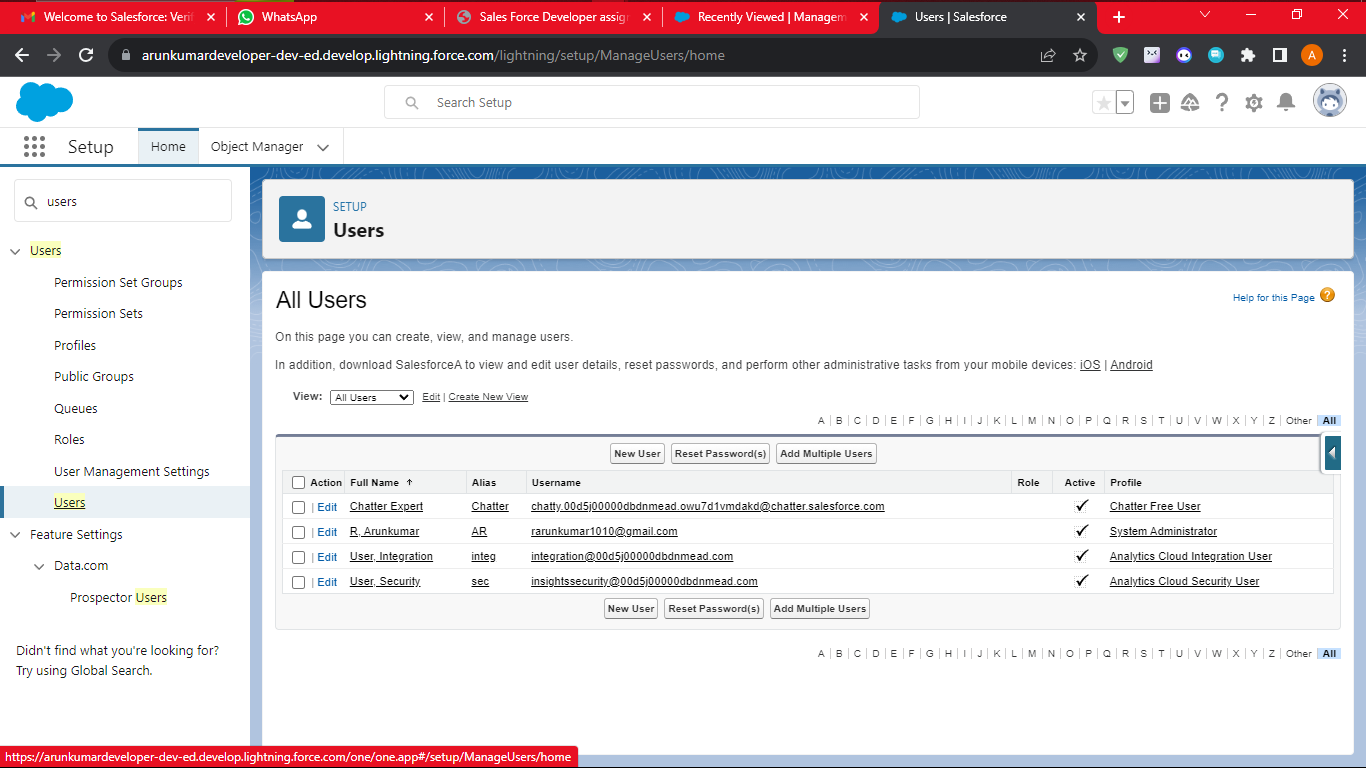 Welcome to Salesforce: Verif
WhatsApp
Sales Force Developer assign
Recently Viewed | Managem
Users | Salesforce
arunkumardeveloper-dev-ed.develop.lightning.force.com/lightning/setup/ManageUsers/home
A
Search Setup
Setup
Home
Object Manager
users
Users
Permission Set Groups
Permission Sets
Profiles
Public Groups
Queues
Roles
User Management Settings
Users
Feature Settings
Data.com
Prospector Users
Didn't find what you're looking for?
Try using Global Search.
SETUP
Users
All Users
Help for this Page ?
On this page you can create, view, and manage users.
In addition, download SalesforceA to view and edit user details, reset passwords, and perform other administrative tasks from your mobile devices: iOS | Android
View: All Users Edit | Create New View
A | B | C | D | E | F | G | H | I | J | K | L | M | N | O | P | Q | R | S | T | U | V | W | X | Y | Z | Other All
New User Reset Password(s) Add Multiple Users
Action Full Name ↑ Alias Username Role Active Profile
| Edit Chatter Expert Chatter chatty.00d5j00000dbdnmead.owu7d1vmdakd@chatter.salesforce.com ✓ Chatter Free User
| Edit R, Arunkumar AR rarunkumar1010@gmail.com ✓ System Administrator
| Edit User, Integration integ integration@00d5j00000dbdnmead.com ✓ Analytics Cloud Integration User
| Edit User, Security sec insightssecurity@00d5j00000dbdnmead.com ✓ Analytics Cloud Security User
New User Reset Password(s) Add Multiple Users
A | B | C | D | E | F | G | H | I | J | K | L | M | N | O | P | Q | R | S | T | U | V | W | X | Y | Z | Other All
https://arunkumardeveloper-dev-ed.develop.lightning.force.com/one/one.app#/setup/ManageUsers/home